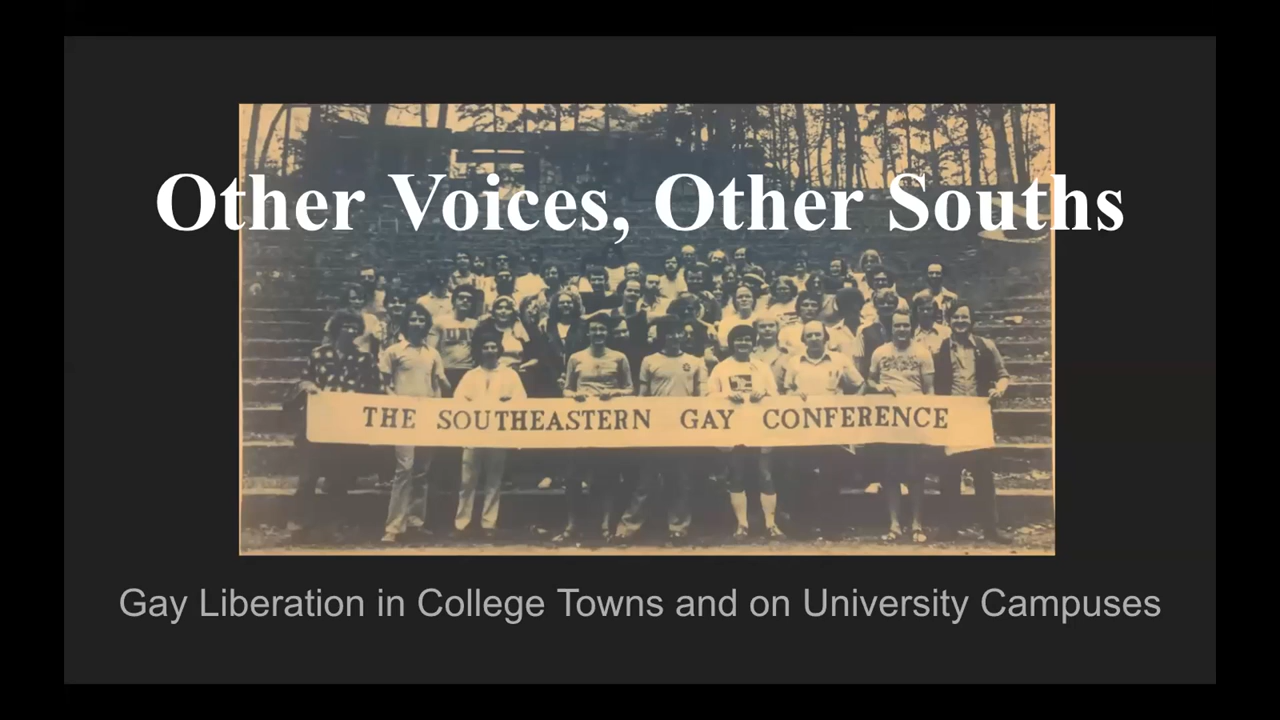 Other Voices, Other Souths
THE SOUTHEASTERN GAY CONFERENCE
Gay Liberation in College Towns and on University Campuses